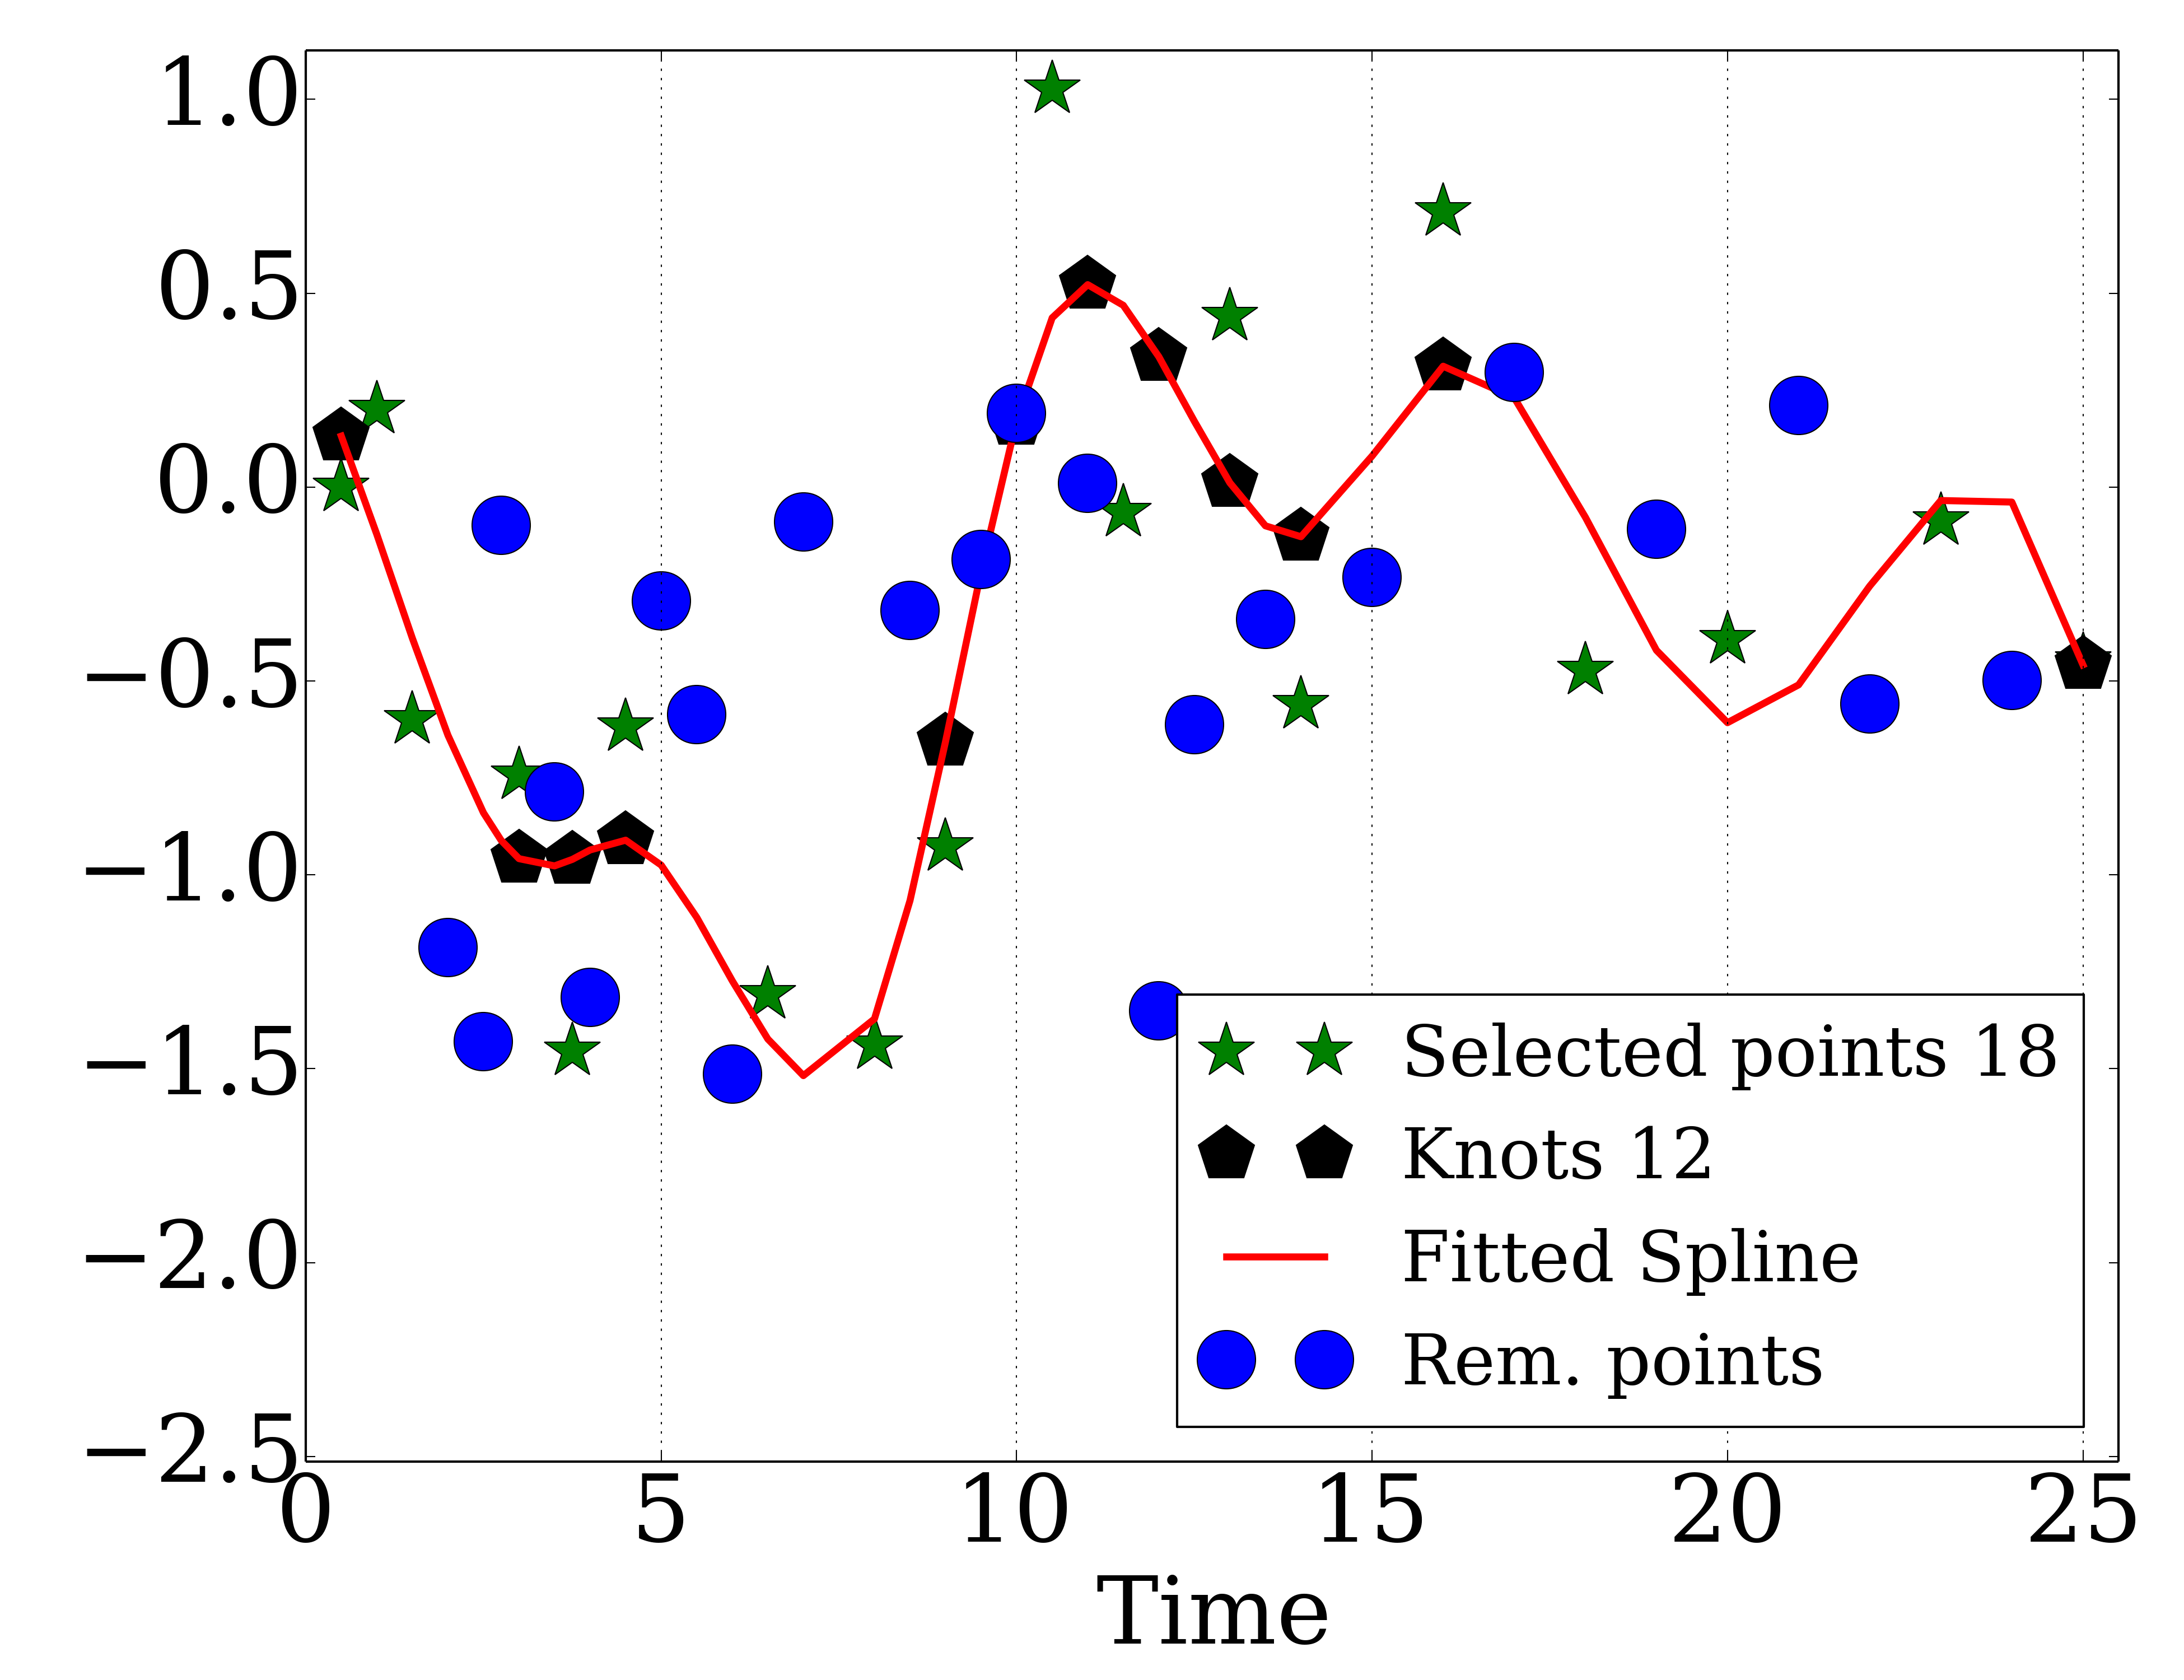 1.0
0.5
0.0
−0.5
−1.0
−1.5
−2.0
−2.5
Selected points 18
Knots 12
Fitted Spline
Rem. points
0 5 10 15 20 25
Time